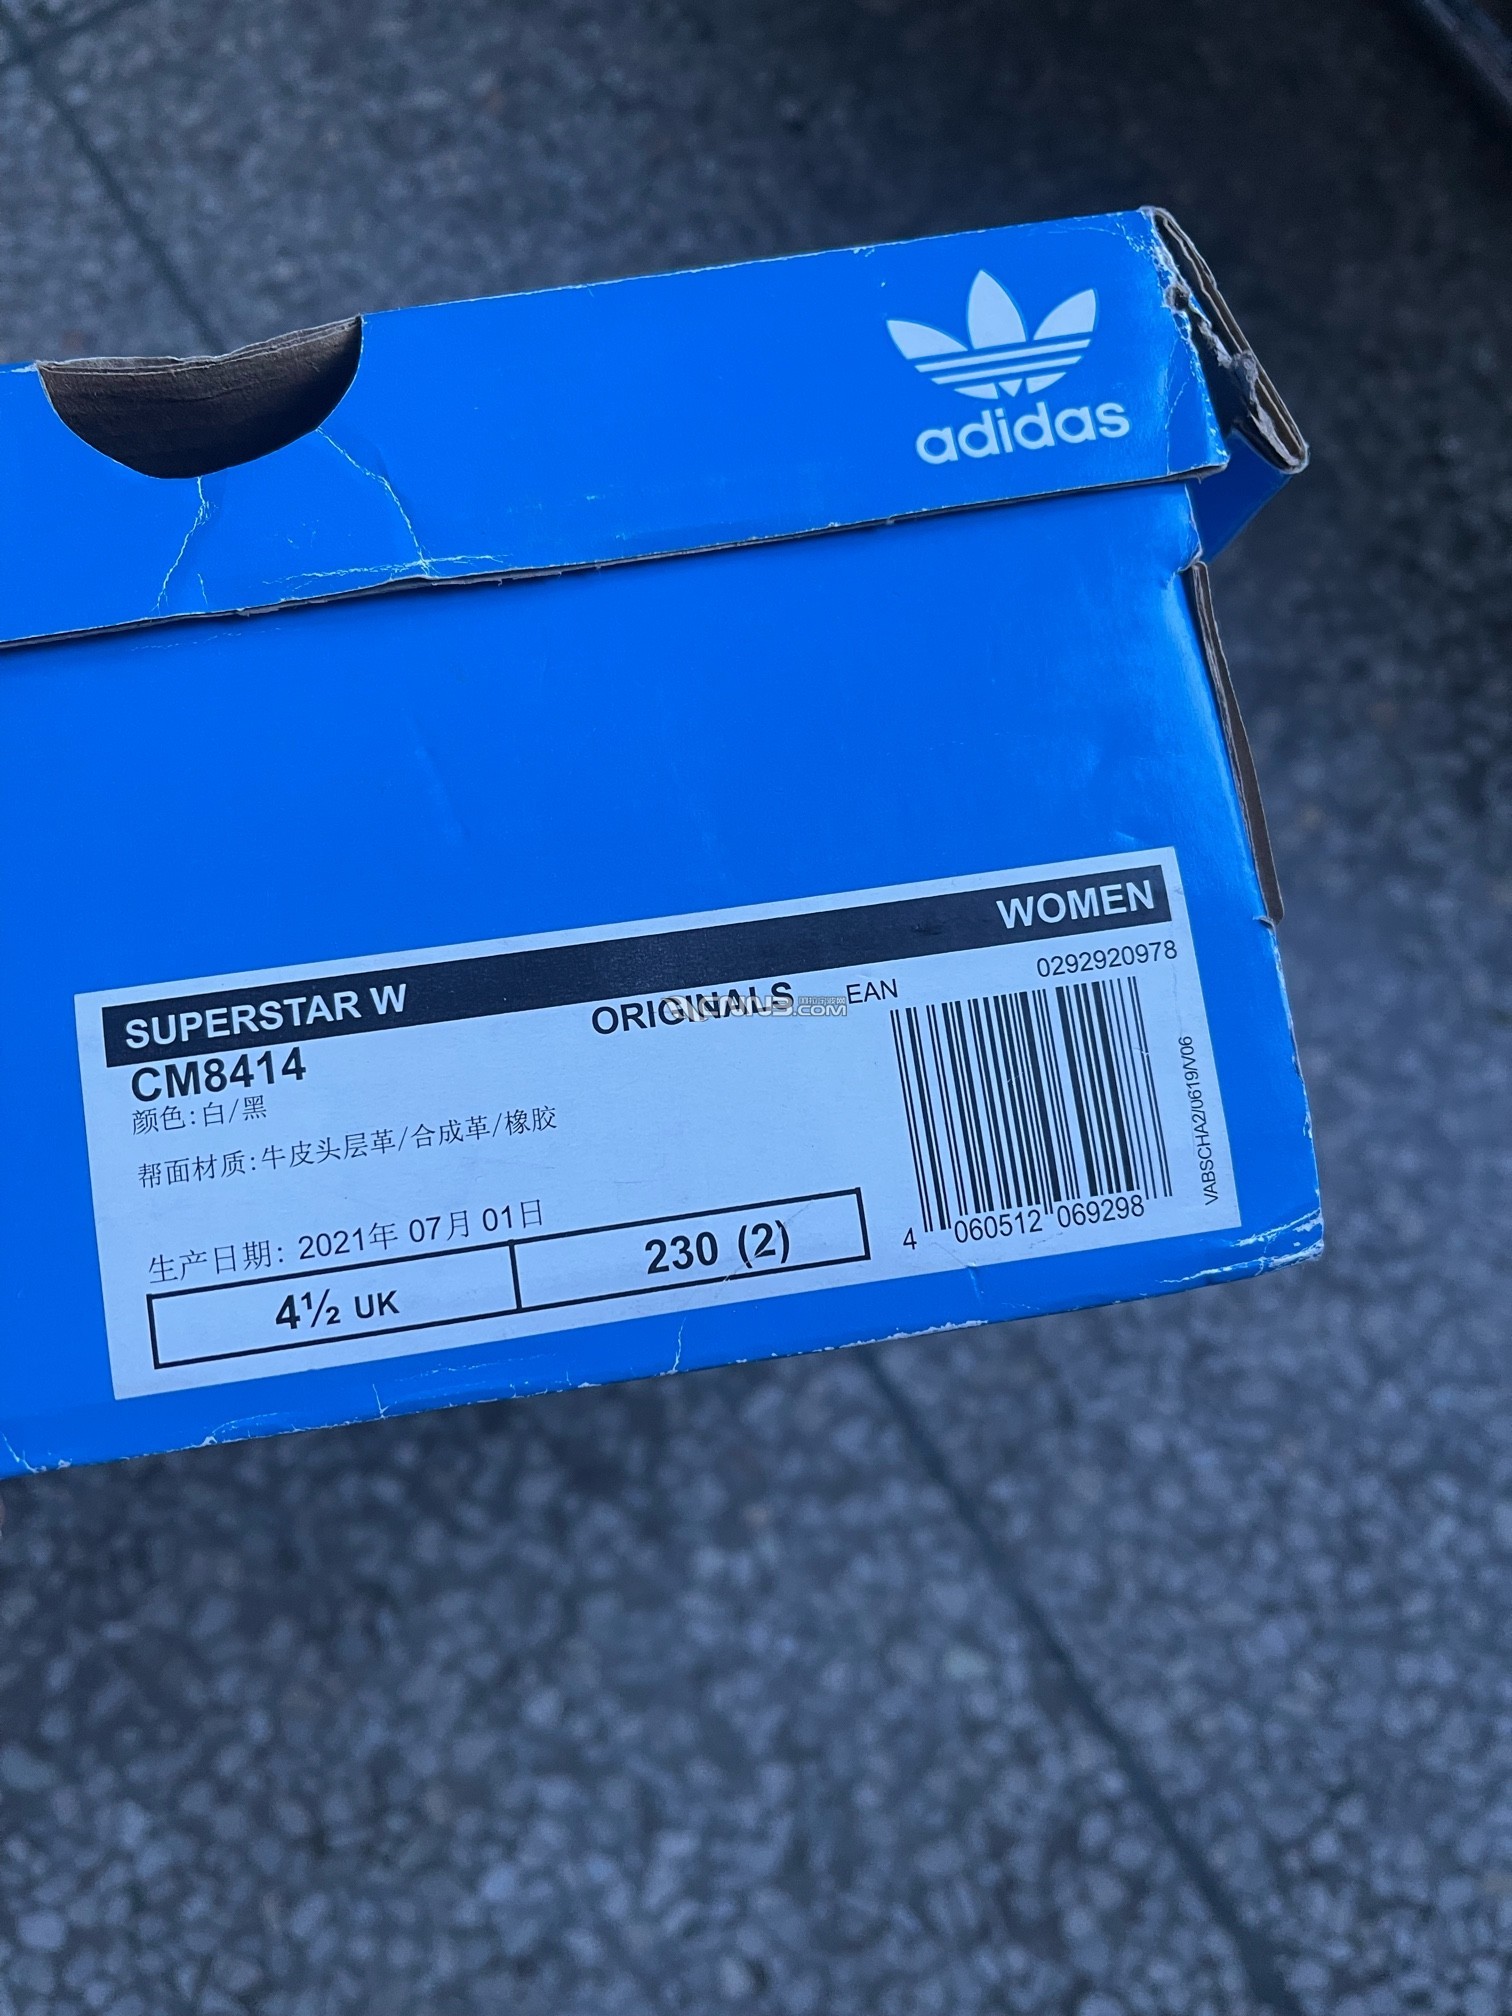 adidas
WOMEN
SUPERSTAR W
0292920978
ORIGINALS
EAN
CM8414
颜色:白/黑
帮面材质:牛皮头层革/合成革/橡胶
生产日期: 2021年 07月 01日
4½ UK
230 (2)
4 060512 069298
VABSCHA2/0619/V06